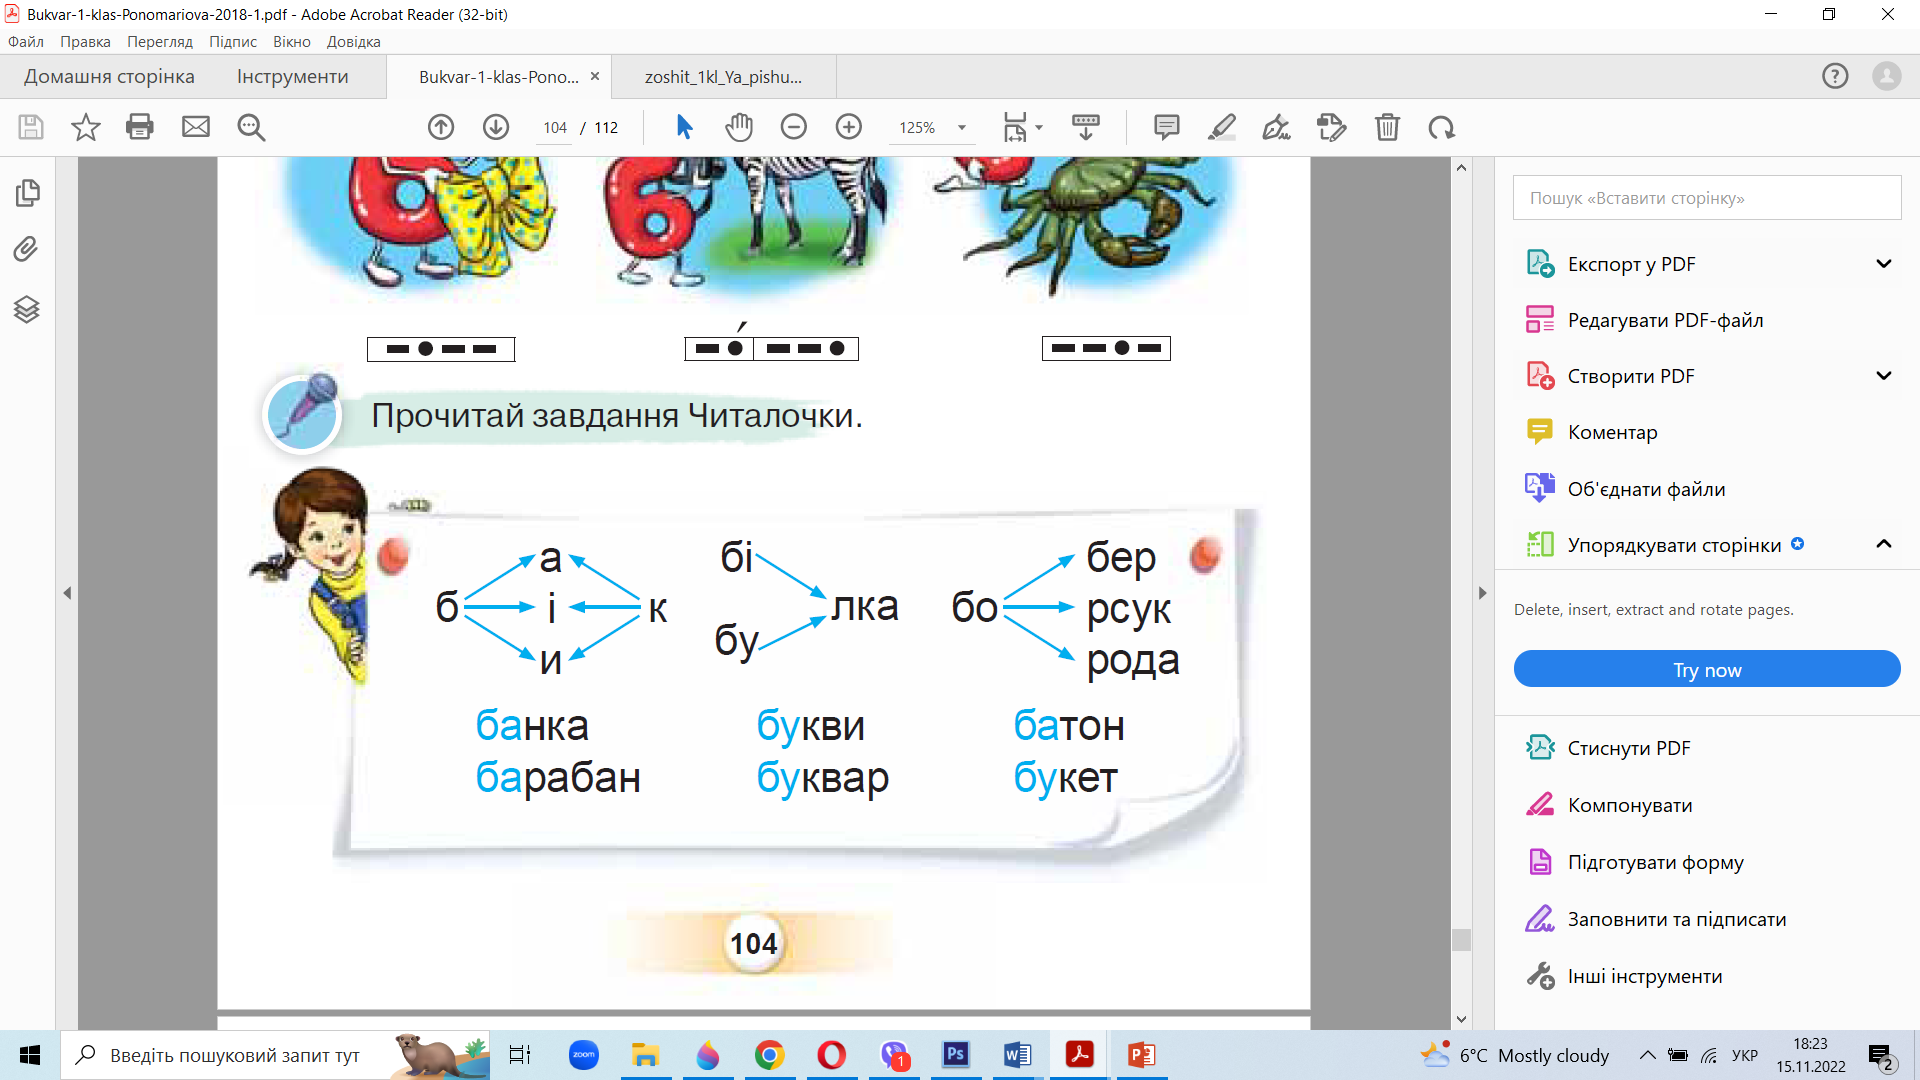 Bukvar-1-klas-Ponomariova-2018-1.pdf - Adobe Acrobat Reader (32-bit)
Файл Правка Перегляд Підпис Вікно Довідка
Домашня сторінка Інструменти Bukvar-1-klas-Pono... zoshit_1kl_Ya_pishu...
104 / 112 125%
Прочитай завдання Читалочки.
б а і и к
бі бу лка
бо бер рсук рода
банка букви батон
барабан буквар букет
104
Пошук «Вставити сторінку»
Експорт у PDF
Редагувати PDF-файл
Створити PDF
Коментар
Об'єднати файли
Упорядкувати сторінки
Delete, insert, extract and rotate pages.
Try now
Стиснути PDF
Компонувати
Підготувати форму
Заповнити та підписати
Інші інструменти
Введіть пошуковий запит тут
zoom
1
Ps
6°C Mostly cloudy
УКР
18:23
15.11.2022
2